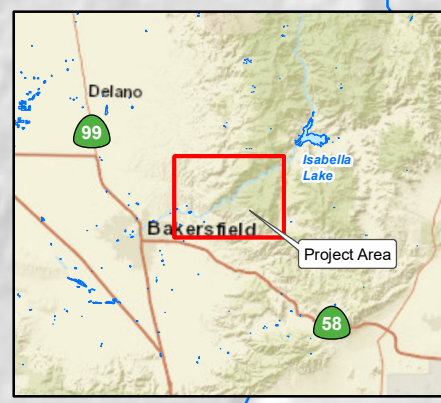 Delano
99
Isabella
Lake
Bakersfield
Project Area
58